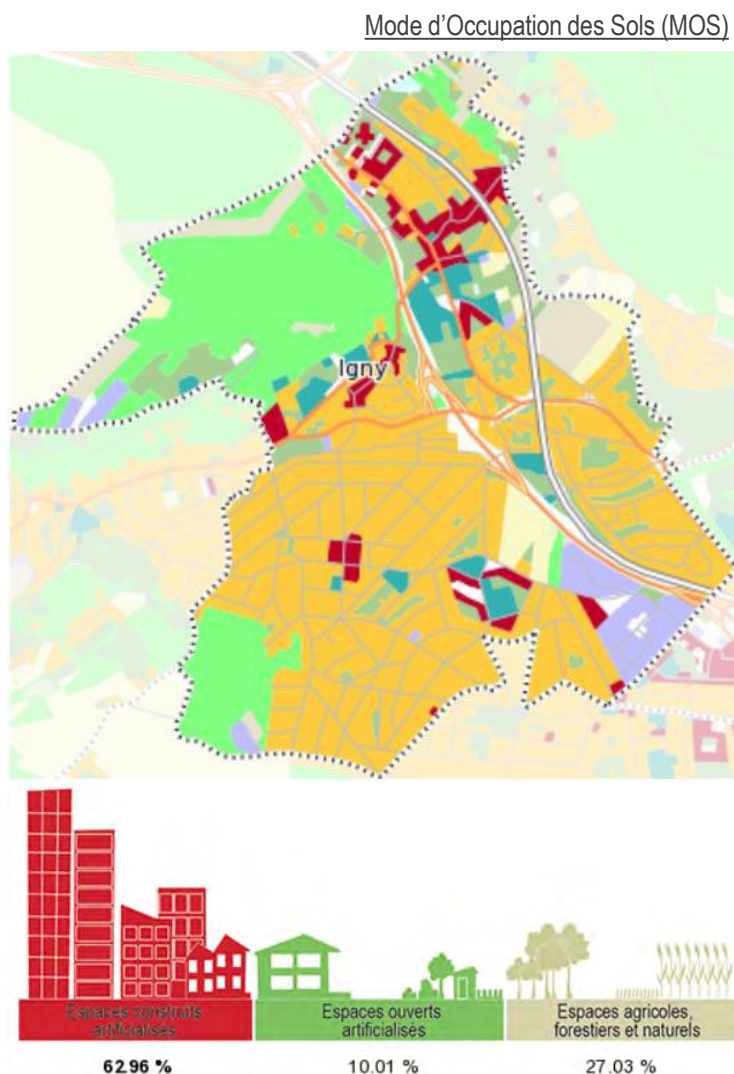 Mode d'Occupation des Sols (MOS)
Igny
Espaces construits
artificialisés
Espaces ouverts
artificialisés
Espaces agricoles,
forestiers et naturels
62.96 %
10.01 %
27.03 %